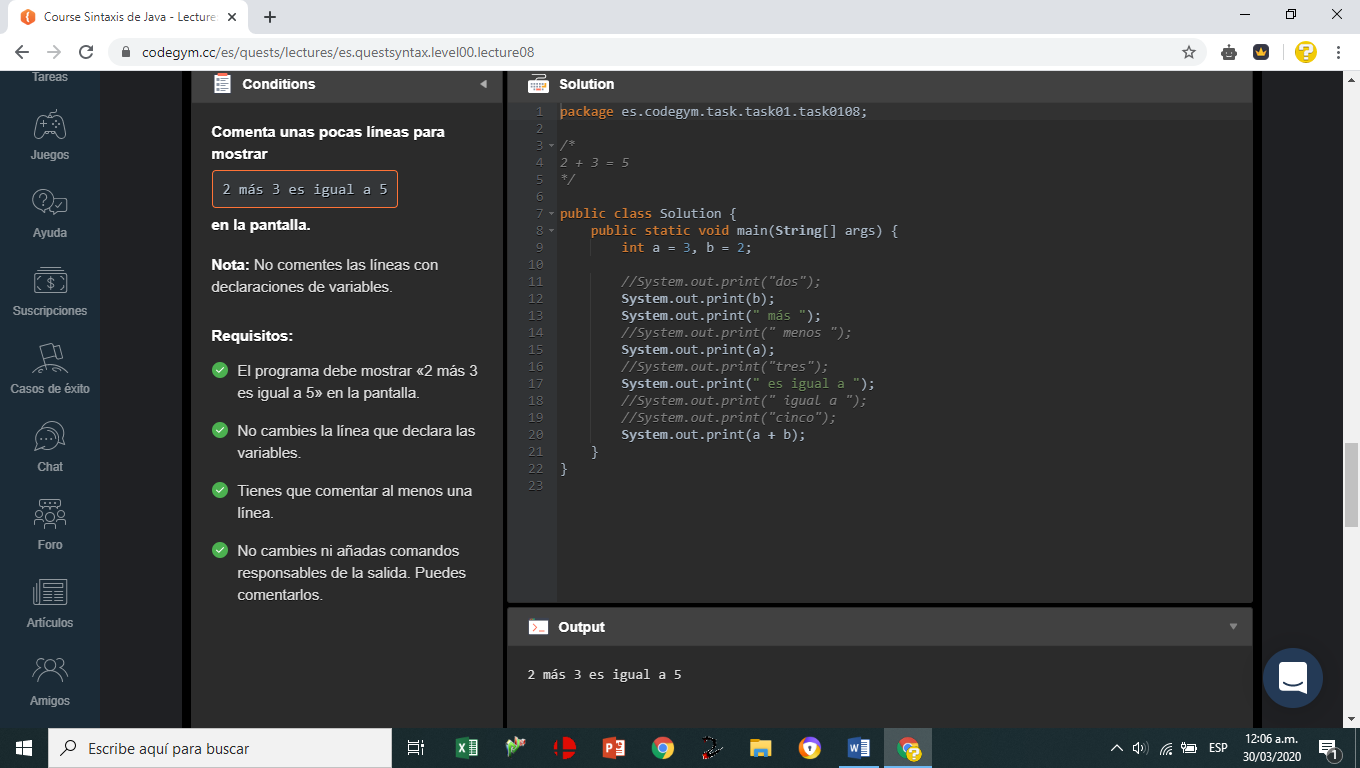 Course Sintaxis de Java - Lecture
codegym.cc/es/quests/lectures/es.questsyntax.level00.lecture08
Tareas
Juegos
Ayuda
Suscripciones
Casos de éxito
Chat
Foro
Artículos
Amigos
Conditions
Comenta unas pocas líneas para
mostrar
2 más 3 es igual a 5
en la pantalla.
Nota: No comentes las líneas con
declaraciones de variables.
Requisitos:
El programa debe mostrar «2 más 3
es igual a 5» en la pantalla.
No cambies la línea que declara las
variables.
Tienes que comentar al menos una
línea.
No cambies ni añadas comandos
responsables de la salida. Puedes
comentarlos.
Solution
1 package es.codegym.task.task01.task0108;
2
3 /*
4 2 + 3 = 5
5 */
6
7 public class Solution {
8 public static void main(String[] args) {
9 int a = 3, b = 2;
10
11 //System.out.print("dos");
12 System.out.print(b);
13 System.out.print(" más ");
14 //System.out.print(" menos ");
15 System.out.print(a);
16 //System.out.print("tres");
17 System.out.print(" es igual a ");
18 //System.out.print(" igual a ");
19 //System.out.print("cinco");
20 System.out.print(a + b);
21 }
22 }
23
Output
2 más 3 es igual a 5
Escribe aquí para buscar
ESP
12:06 a.m.
30/03/2020
1